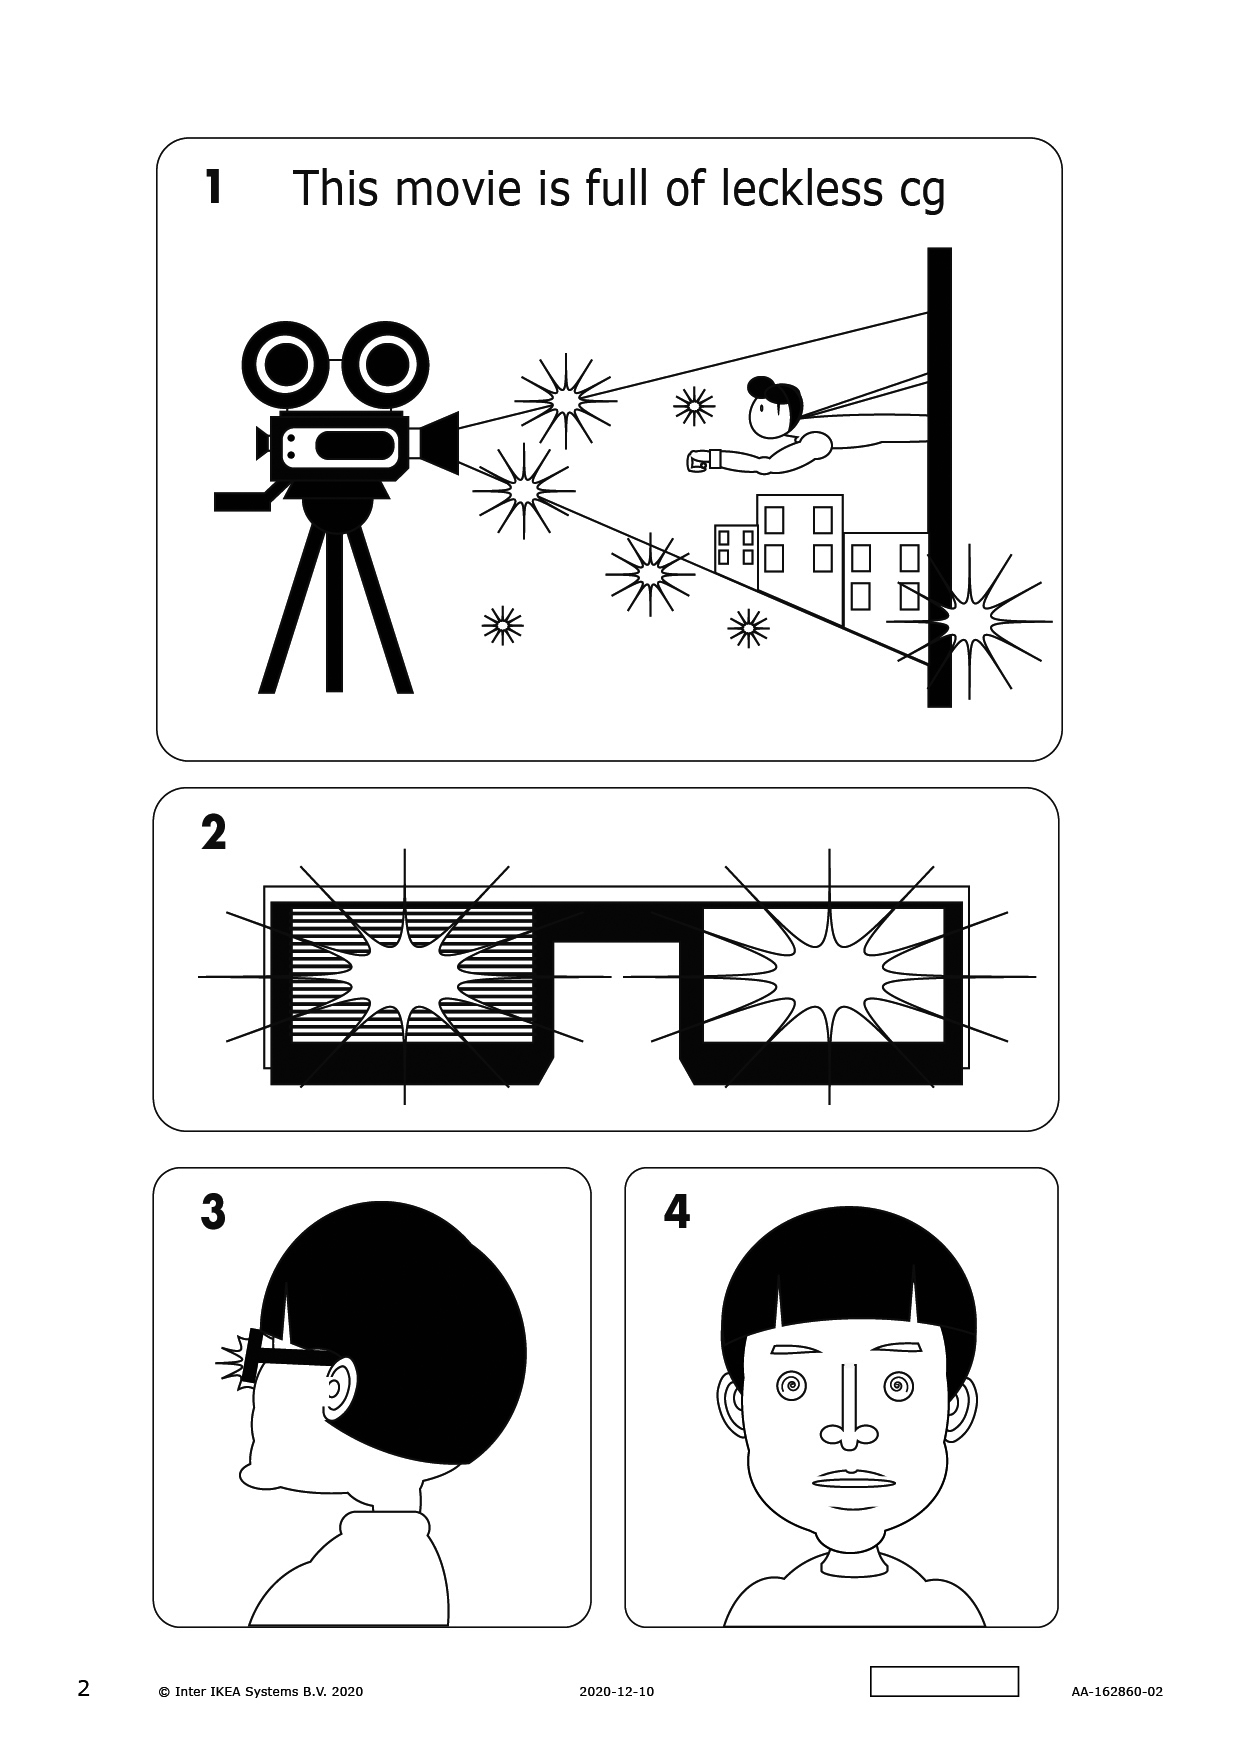 1 This movie is full of leckless cg
2
3
4
2 © Inter IKEA Systems B.V. 2020 2020-12-10 AA-162860-02